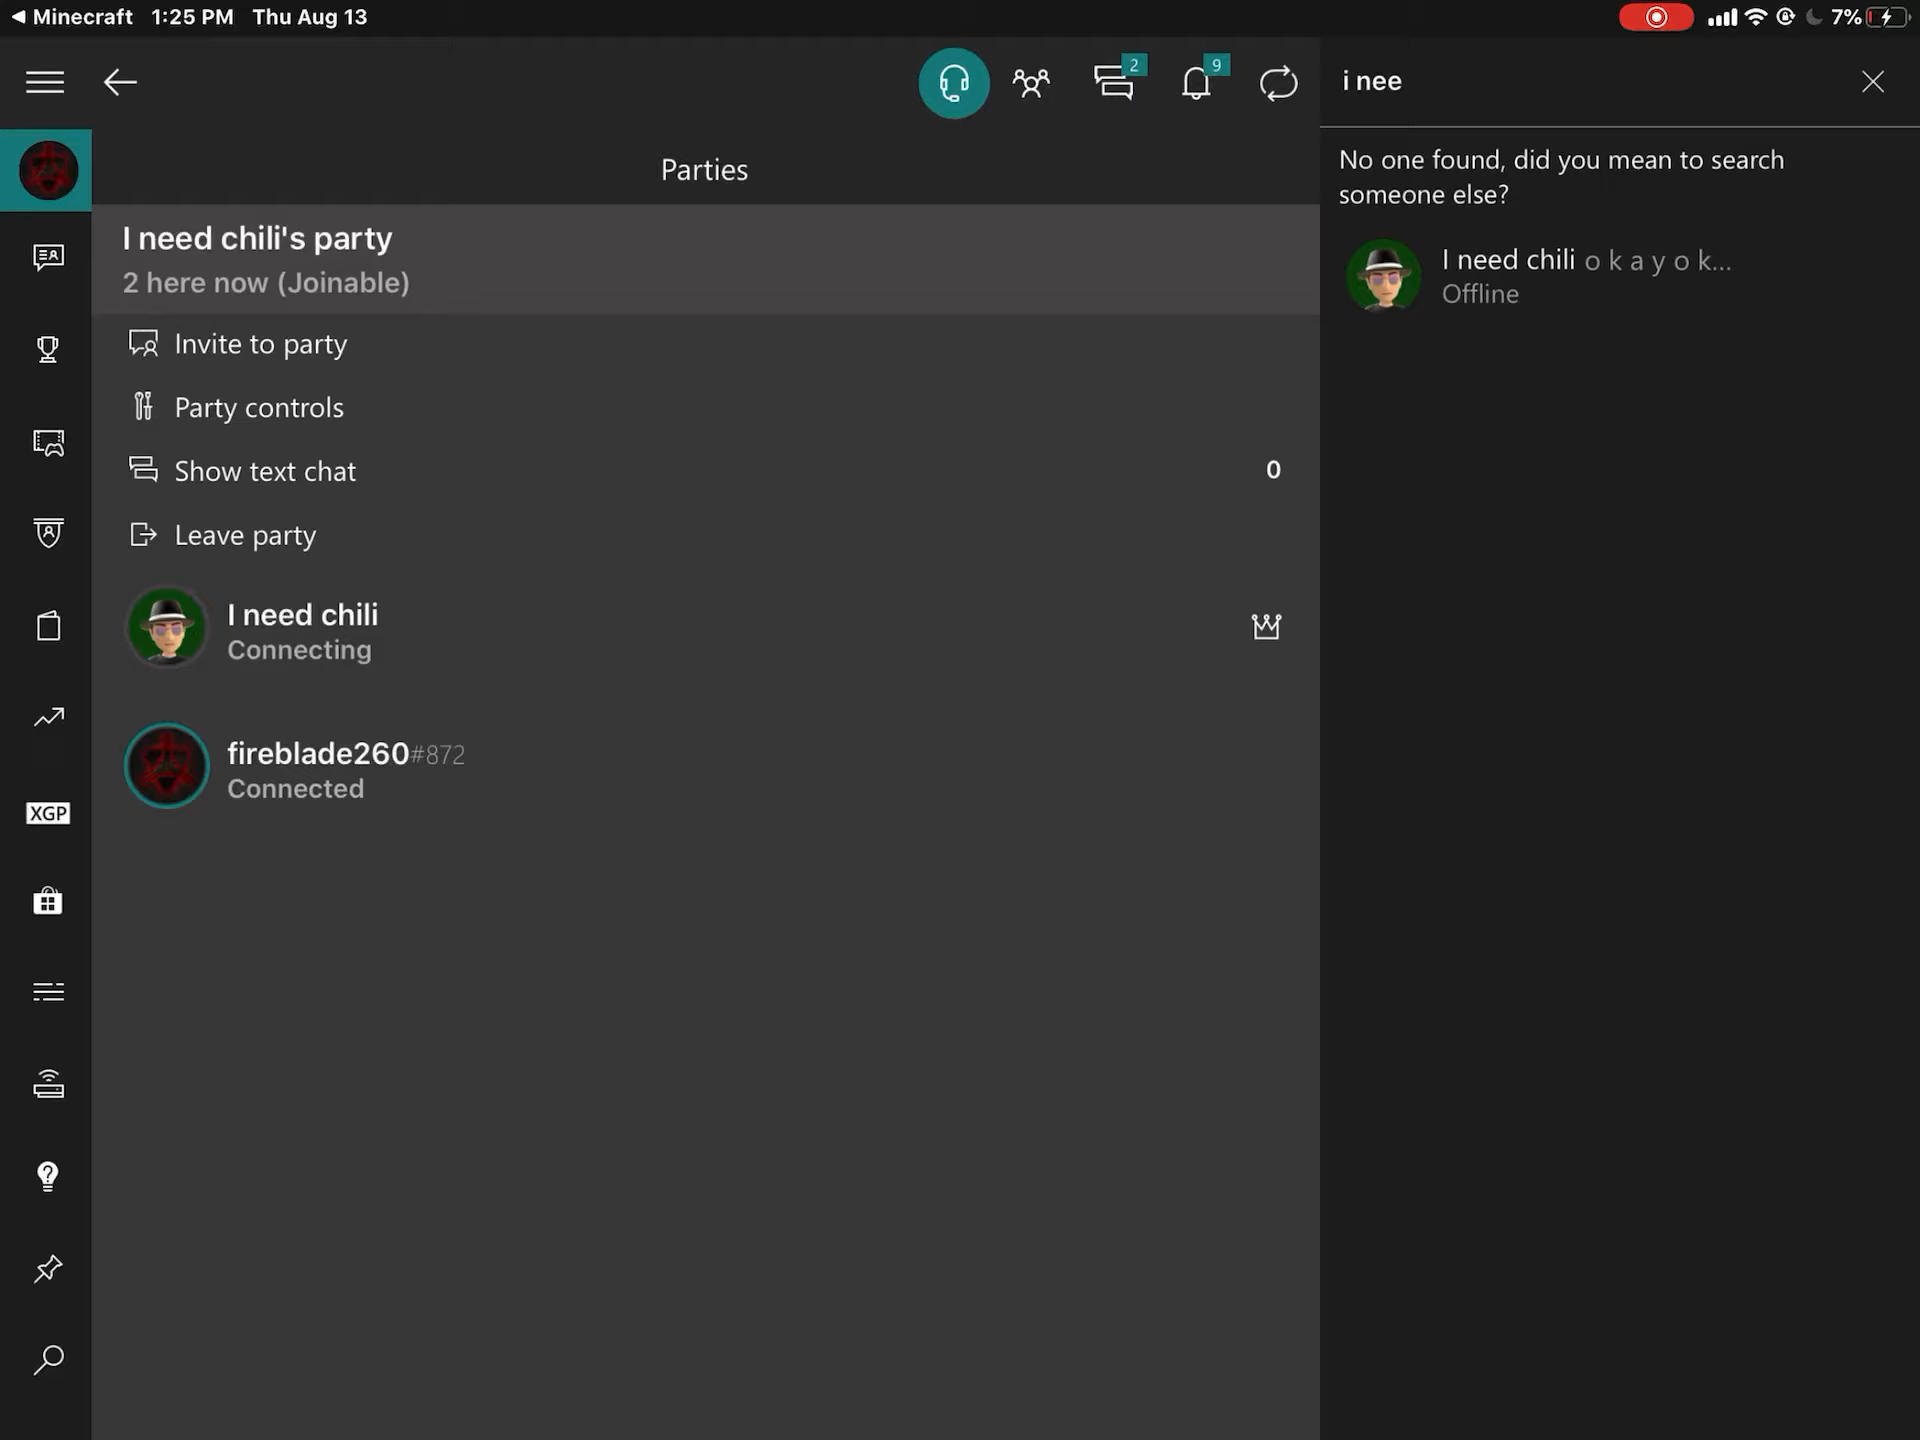 Minecraft 1:25 PM Thu Aug 13
7%
2
9
i nee
Parties
No one found, did you mean to search
someone else?
I need chili's party
2 here now (Joinable)
I need chili o k a y o k...
Offline
Invite to party
Party controls
Show text chat 0
Leave party
I need chili
Connecting
fireblade260#872
Connected
XGP